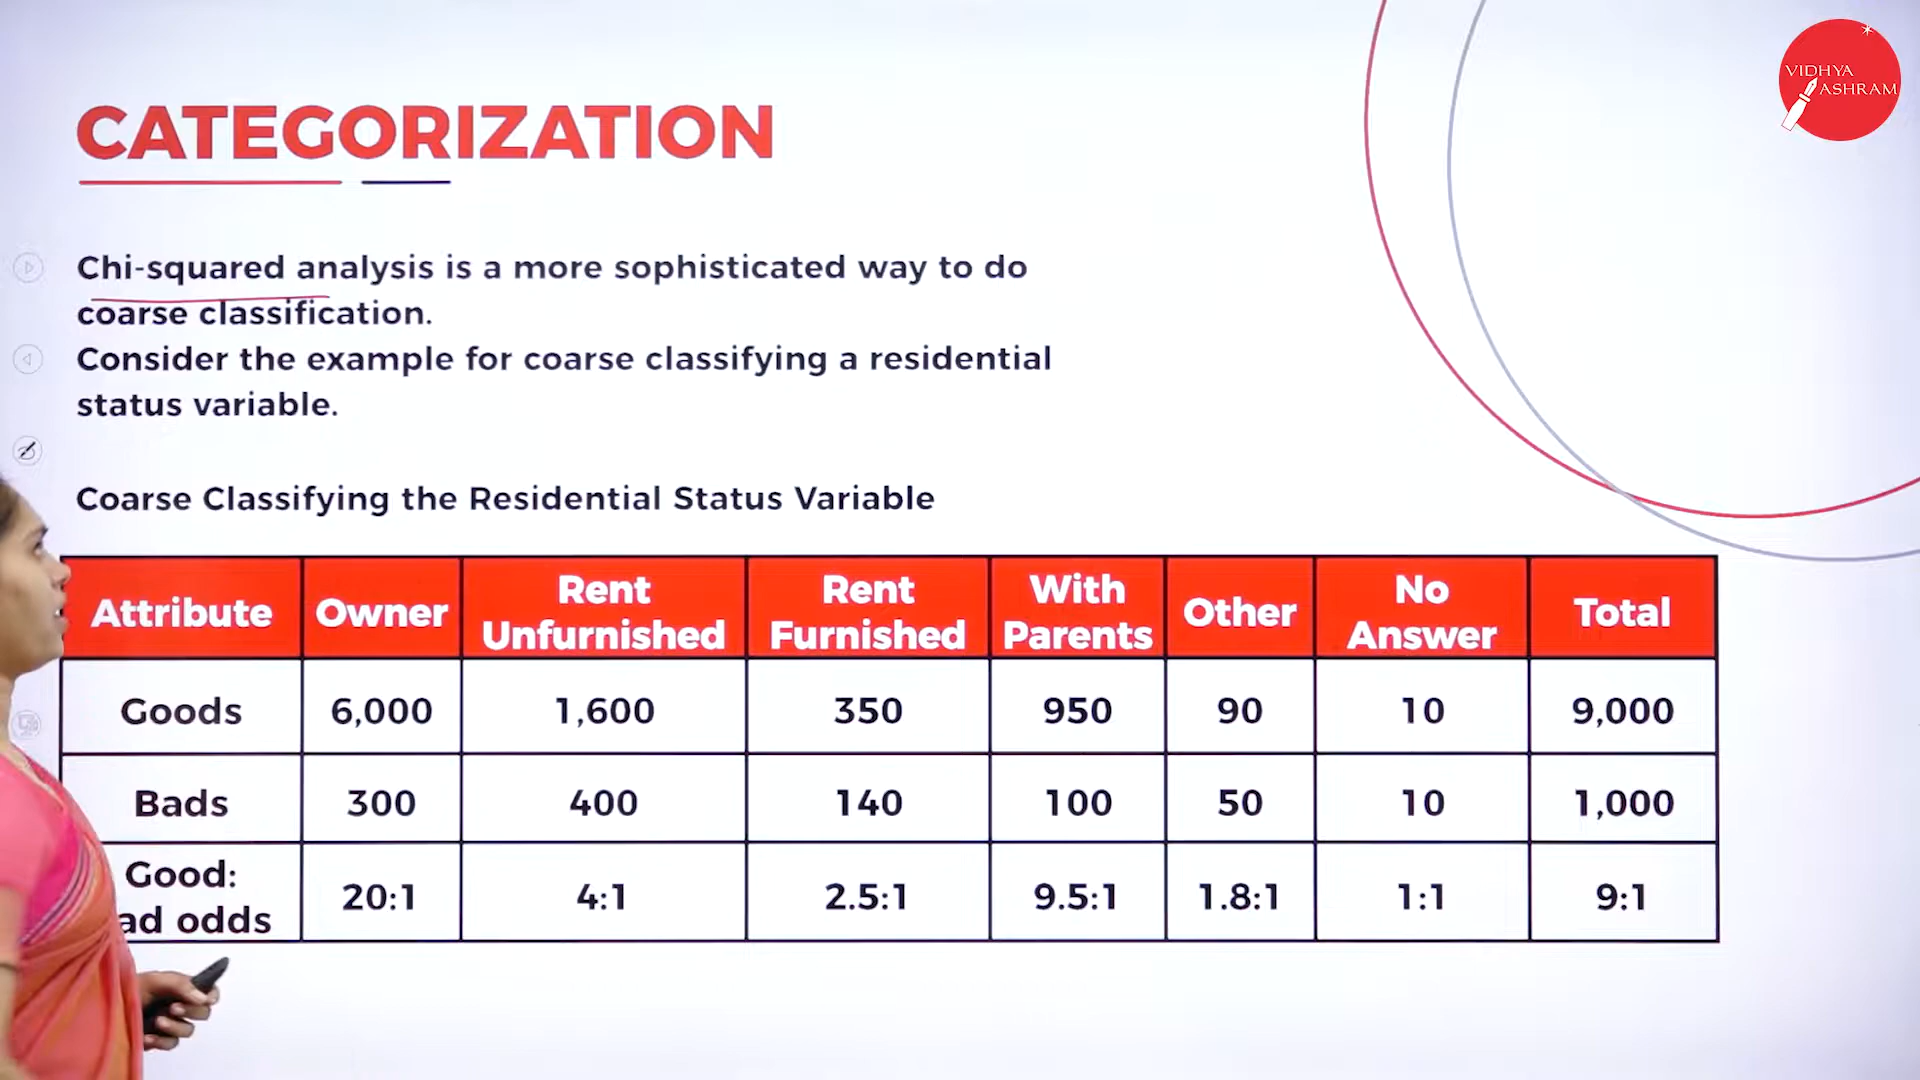 VIDHYA
ASHRAM
CATEGORIZATION
Chi-squared analysis is a more sophisticated way to do
coarse classification.
Consider the example for coarse classifying a residential
status variable.
Coarse Classifying the Residential Status Variable
Attribute Owner Rent Unfurnished Rent Furnished With Parents Other No Answer Total
Goods 6,000 1,600 350 950 90 10 9,000
Bads 300 400 140 100 50 10 1,000
Good: ad odds 20:1 4:1 2.5:1 9.5:1 1.8:1 1:1 9:1